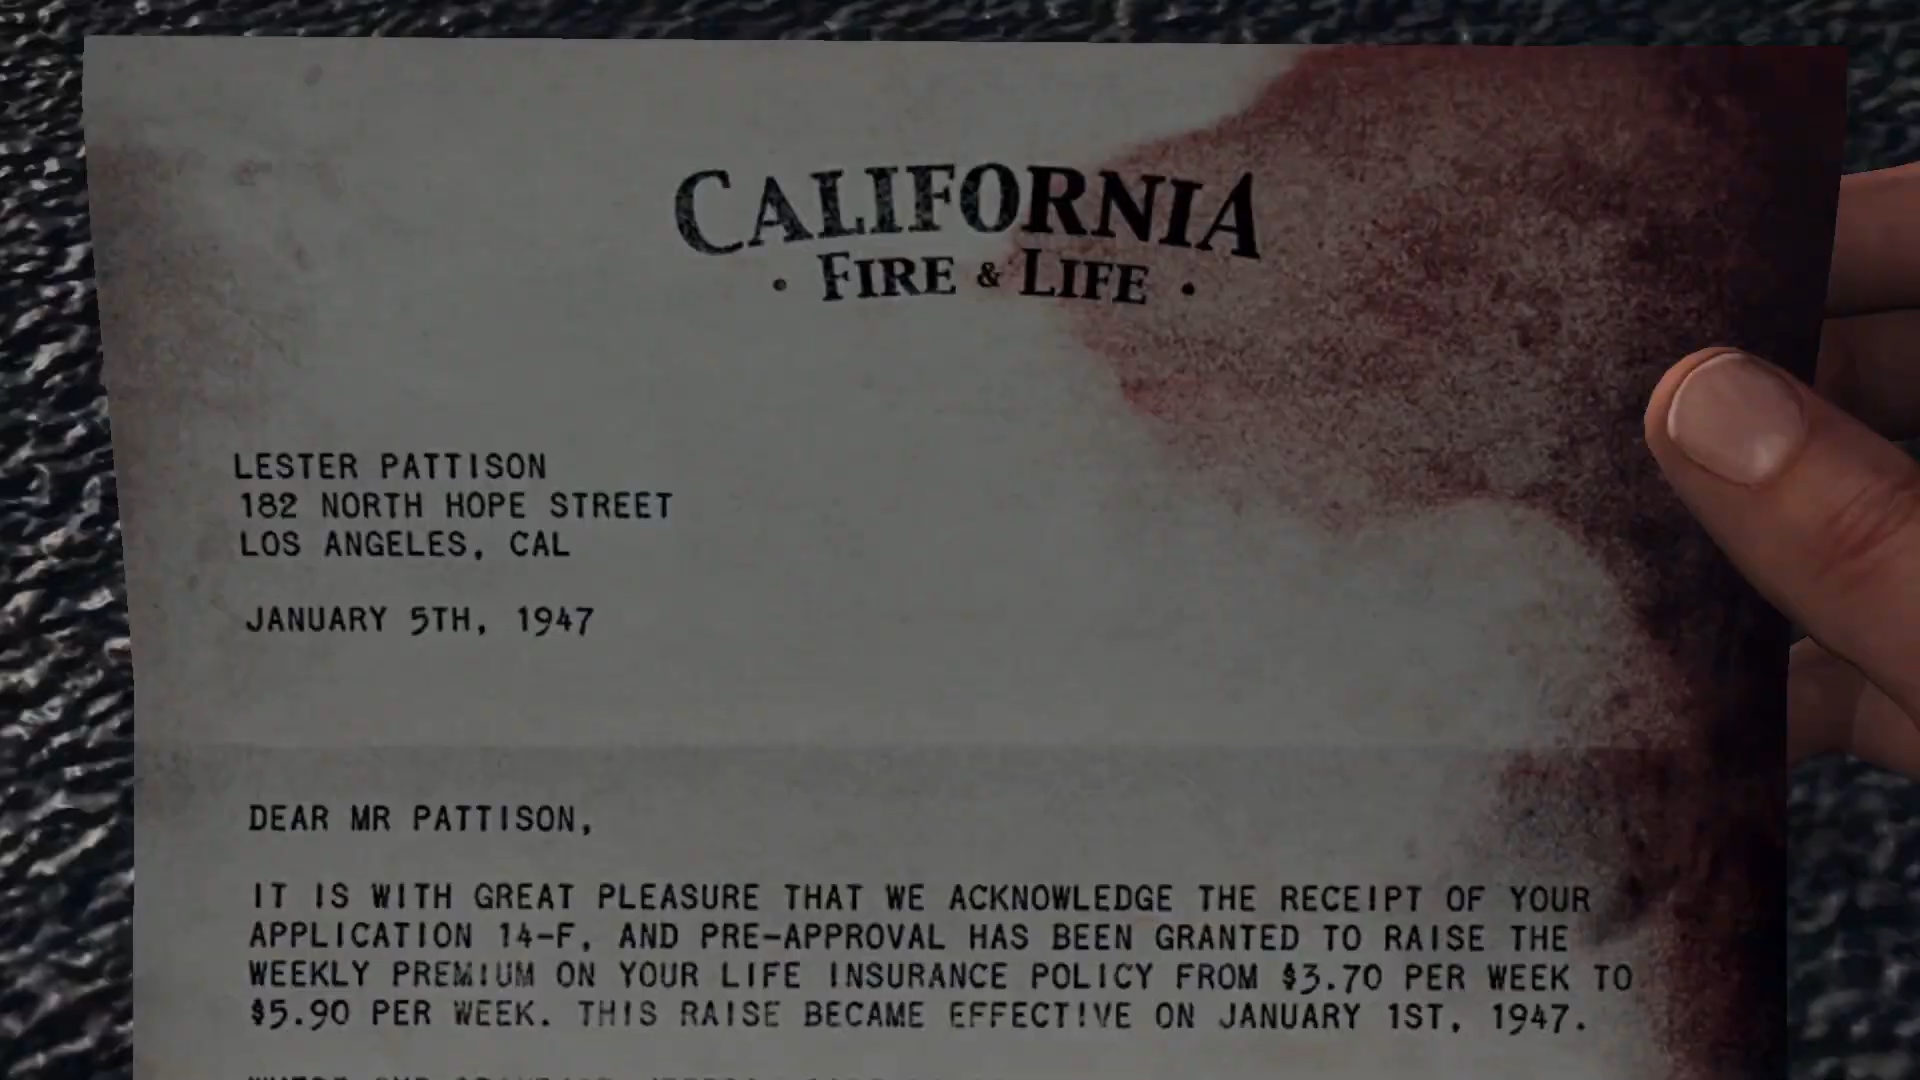 CALIFORNIA
• FIRE & LIFE •
LESTER PATTISON
182 NORTH HOPE STREET
LOS ANGELES, CAL
JANUARY 5TH, 1947
DEAR MR PATTISON,
IT IS WITH GREAT PLEASURE THAT WE ACKNOWLEDGE THE RECEIPT OF YOUR
APPLICATION 14-F, AND PRE-APPROVAL HAS BEEN GRANTED TO RAISE THE
WEEKLY PREMIUM ON YOUR LIFE INSURANCE POLICY FROM $3.70 PER WEEK TO
$5.90 PER WEEK. THIS RAISE BECAME EFFECTIVE ON JANUARY 1ST, 1947.